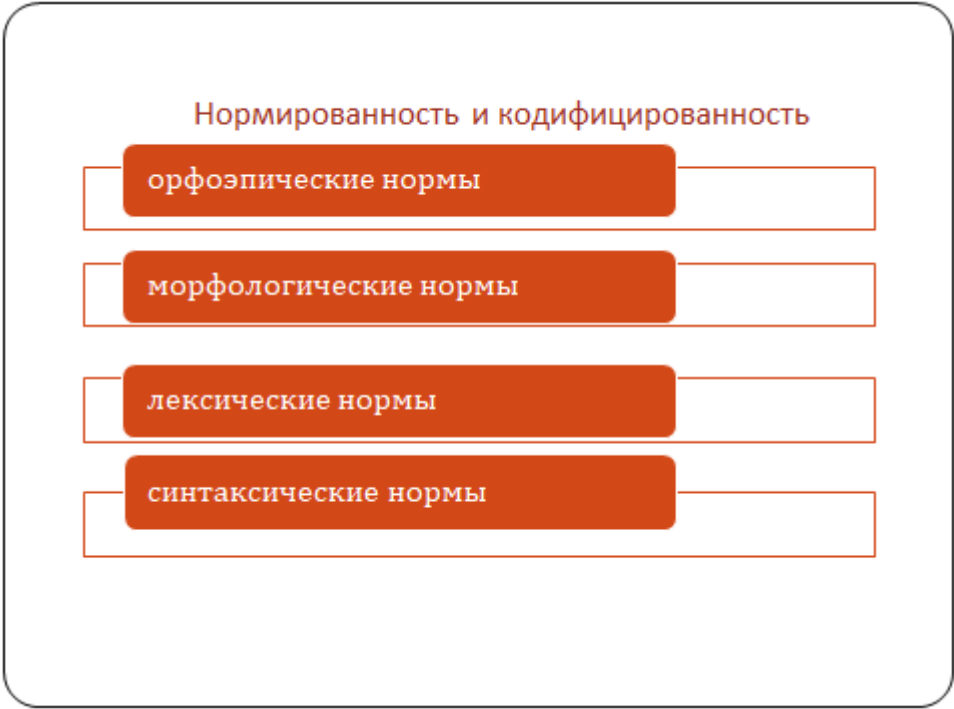 Нормированность и кодифицированность
орфоэпические нормы
морфологические нормы
лексические нормы
синтаксические нормы